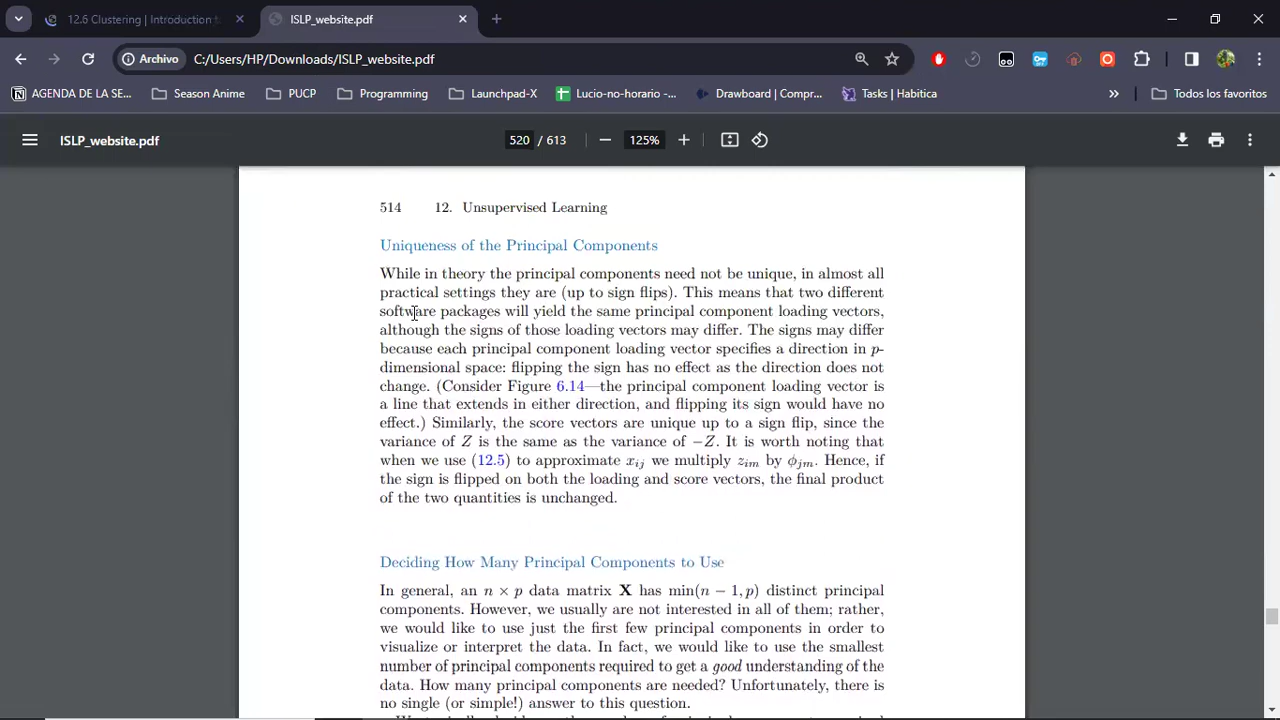 12.6 Clustering | Introduction t
ISLP_website.pdf
Archivo
C:/Users/HP/Downloads/ISLP_website.pdf
AGENDA DE LA SE...
Season Anime
PUCP
Programming
Launchpad-X
Lucio-no-horario -...
Drawboard | Compr...
Tasks | Habitica
»
Todos los favoritos
ISLP_website.pdf
520 / 613
125%
514 12. Unsupervised Learning
Uniqueness of the Principal Components
While in theory the principal components need not be unique, in almost all
practical settings they are (up to sign flips). This means that two different
software packages will yield the same principal component loading vectors,
although the signs of those loading vectors may differ. The signs may differ
because each principal component loading vector specifies a direction in p-
dimensional space: flipping the sign has no effect as the direction does not
change. (Consider Figure 6.14—the principal component loading vector is
a line that extends in either direction, and flipping its sign would have no
effect.) Similarly, the score vectors are unique up to a sign flip, since the
variance of Z is the same as the variance of −Z. It is worth noting that
when we use (12.5) to approximate xij we multiply zim by ϕjm. Hence, if
the sign is flipped on both the loading and score vectors, the final product
of the two quantities is unchanged.
Deciding How Many Principal Components to Use
In general, an n × p data matrix X has min(n − 1, p) distinct principal
components. However, we usually are not interested in all of them; rather,
we would like to use just the first few principal components in order to
visualize or interpret the data. In fact, we would like to use the smallest
number of principal components required to get a good understanding of the
data. How many principal components are needed? Unfortunately, there is
no single (or simple!) answer to this question.